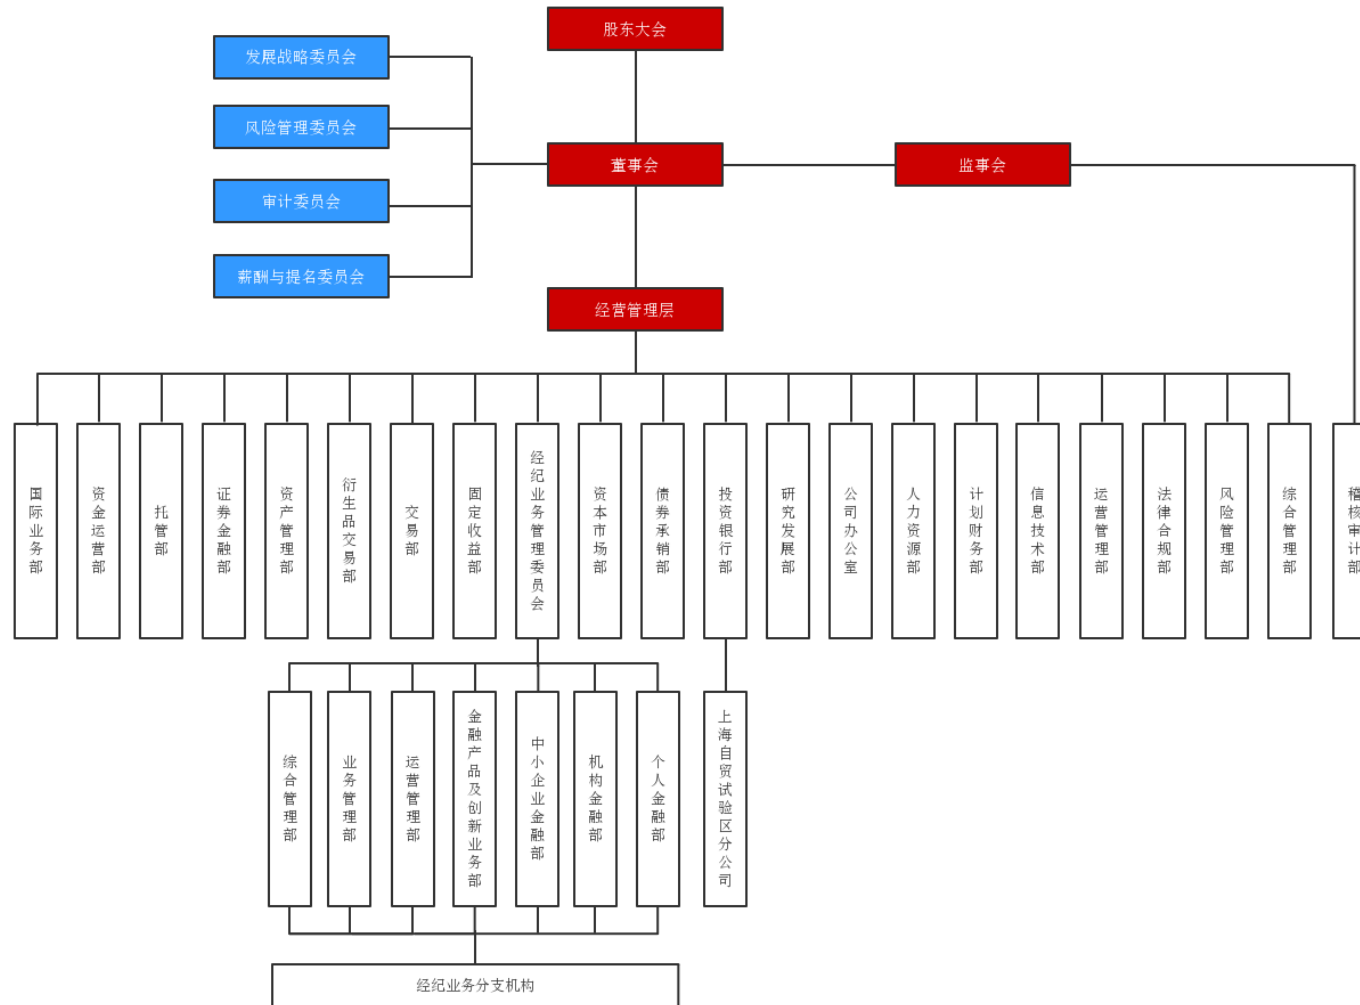 股东大会
发展战略委员会
风险管理委员会
董事会
监事会
审计委员会
薪酬与提名委员会
经营管理层
国际业务部
资金运营部
托管部
证券金融部
资产管理部
衍生品交易部
交易部
固定收益部
经纪业务管理委员会
资本市场部
债券承销部
投资银行部
研究发展部
公司办公室
人力资源部
计划财务部
信息技术部
运营管理部
法律合规部
风险管理部
综合管理部
稽核审计部
综合管理部
业务管理部
运营管理部
金融产品及创新业务部
中小企业金融部
机构金融部
个人金融部
上海自贸试验区分公司
经纪业务分支机构